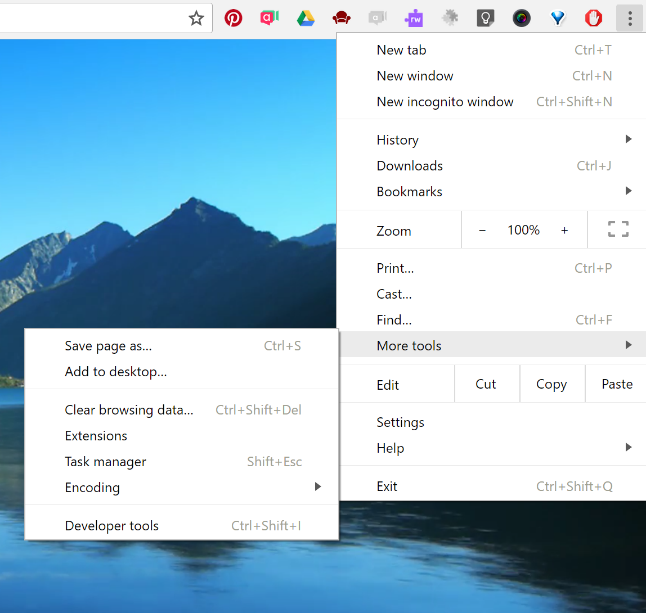 New tab Ctrl+T
New window Ctrl+N
New incognito window Ctrl+Shift+N
History
Downloads Ctrl+J
Bookmarks
Zoom − 100% +
Print... Ctrl+P
Cast...
Find... Ctrl+F
More tools
Edit Cut Copy Paste
Settings
Help
Exit Ctrl+Shift+Q
Save page as... Ctrl+S
Add to desktop...
Clear browsing data... Ctrl+Shift+Del
Extensions
Task manager Shift+Esc
Encoding
Developer tools Ctrl+Shift+I